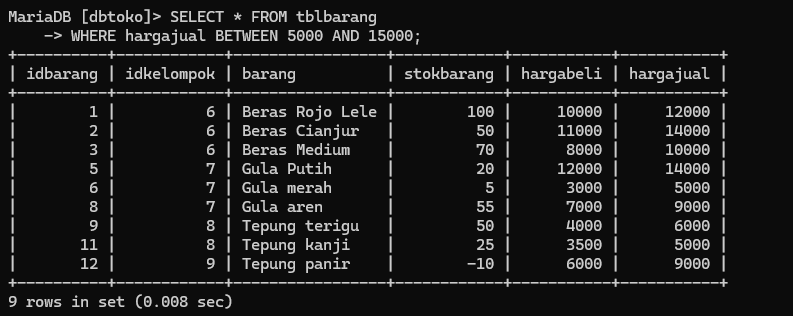 MariaDB [dbtoko]> SELECT * FROM tblbarang
    -> WHERE hargajual BETWEEN 5000 AND 15000;
+----------+------------+-----------------+------------+-----------+-----------+
| idbarang | idkelompok | barang          | stokbarang | hargabeli | hargajual |
+----------+------------+-----------------+------------+-----------+-----------+
|        1 |          6 | Beras Rojo Lele |        100 |     10000 |     12000 |
|        2 |          6 | Beras Cianjur   |         50 |     11000 |     14000 |
|        3 |          6 | Beras Medium    |         70 |      8000 |     10000 |
|        5 |          7 | Gula Putih      |         20 |     12000 |     14000 |
|        6 |          7 | Gula merah      |          5 |      3000 |      5000 |
|        8 |          7 | Gula aren       |         55 |      7000 |      9000 |
|        9 |          8 | Tepung terigu   |         50 |      4000 |      6000 |
|       11 |          8 | Tepung kanji    |         25 |      3500 |      5000 |
|       12 |          9 | Tepung panir    |        -10 |      6000 |      9000 |
+----------+------------+-----------------+------------+-----------+-----------+
9 rows in set (0.008 sec)